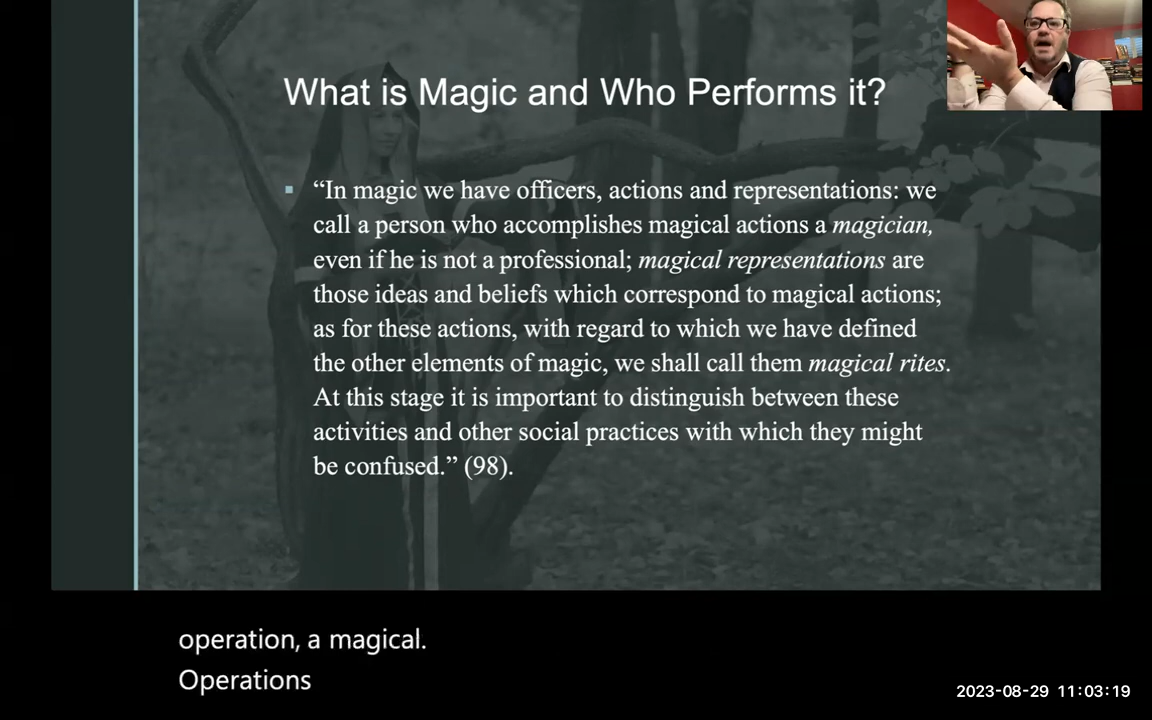 What is Magic and Who Performs it?
“In magic we have officers, actions and representations: we
call a person who accomplishes magical actions a magician,
even if he is not a professional; magical representations are
those ideas and beliefs which correspond to magical actions;
as for these actions, with regard to which we have defined
the other elements of magic, we shall call them magical rites.
At this stage it is important to distinguish between these
activities and other social practices with which they might
be confused.” (98).
operation, a magical.
Operations
2023-08-29 11:03:19